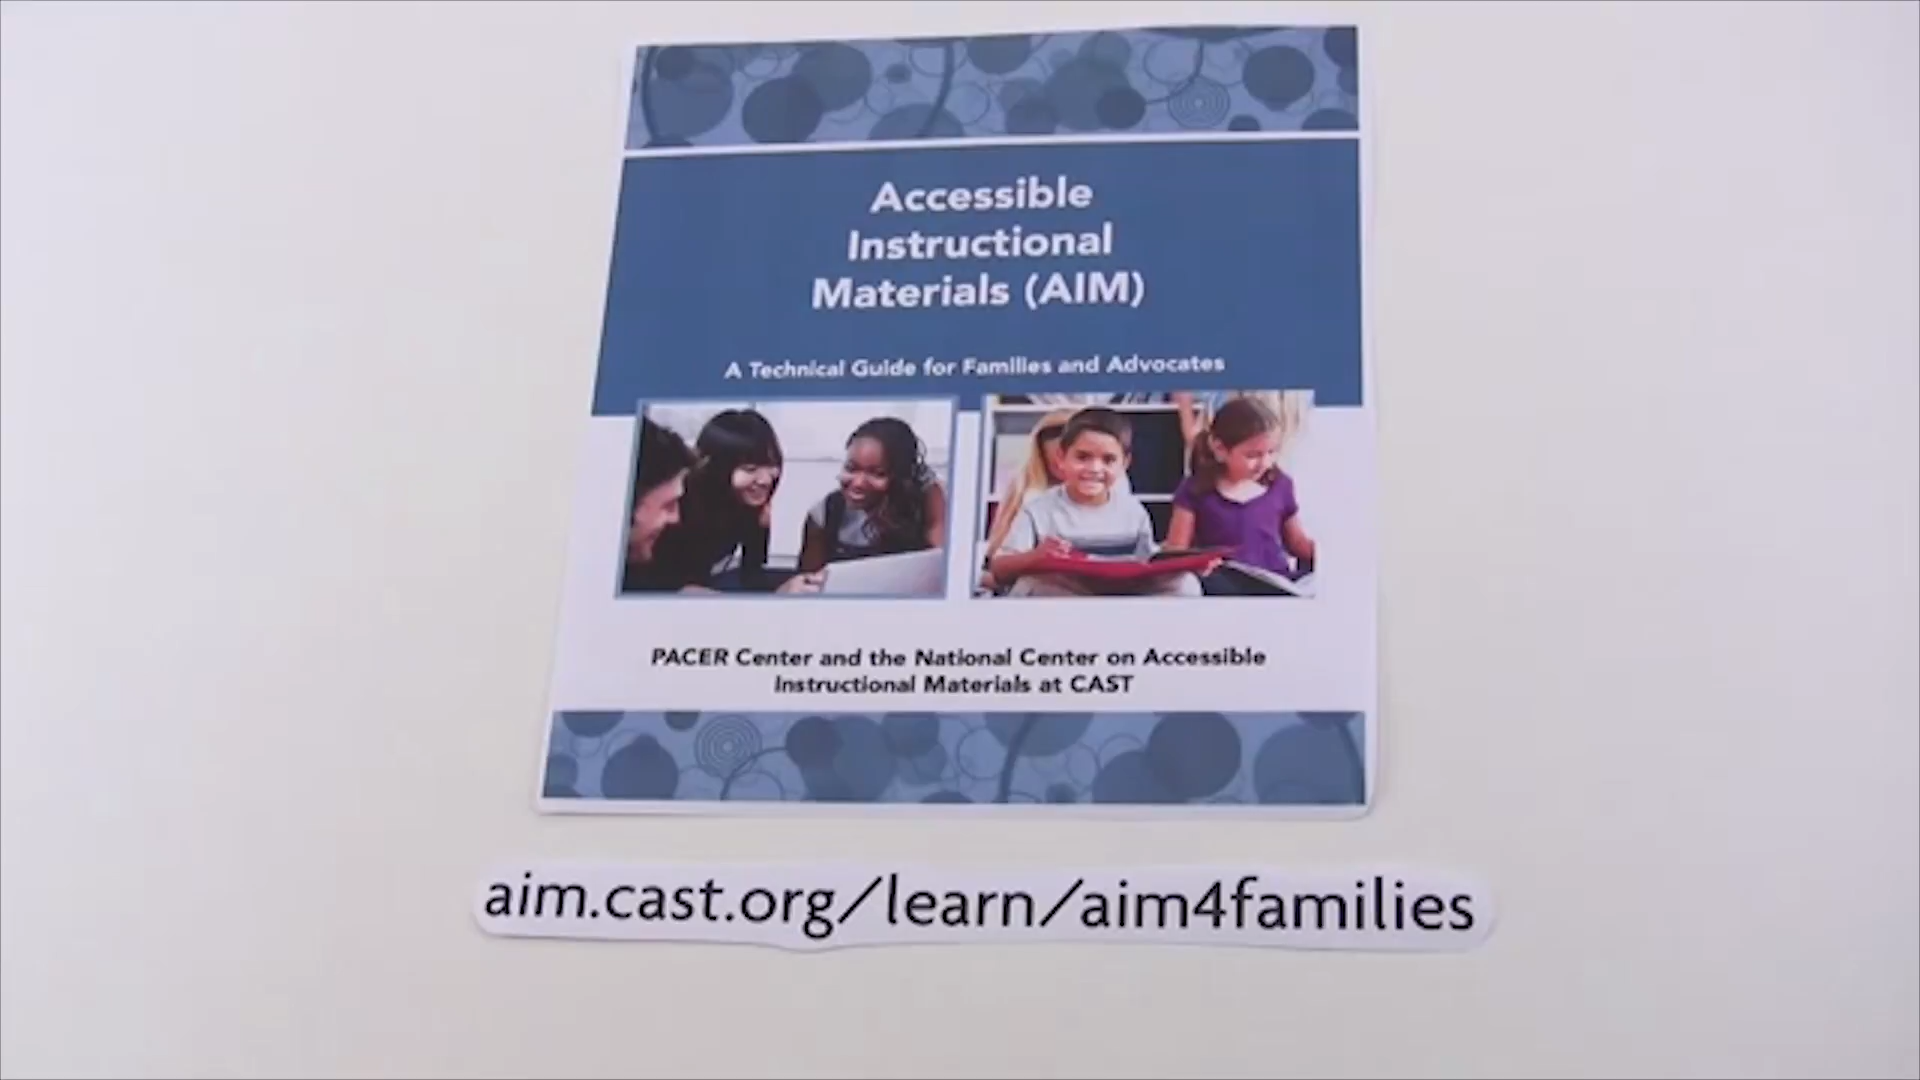 Accessible
Instructional
Materials (AIM)
A Technical Guide for Families and Advocates
PACER Center and the National Center on Accessible
Instructional Materials at CAST
aim.cast.org/learn/aim4families